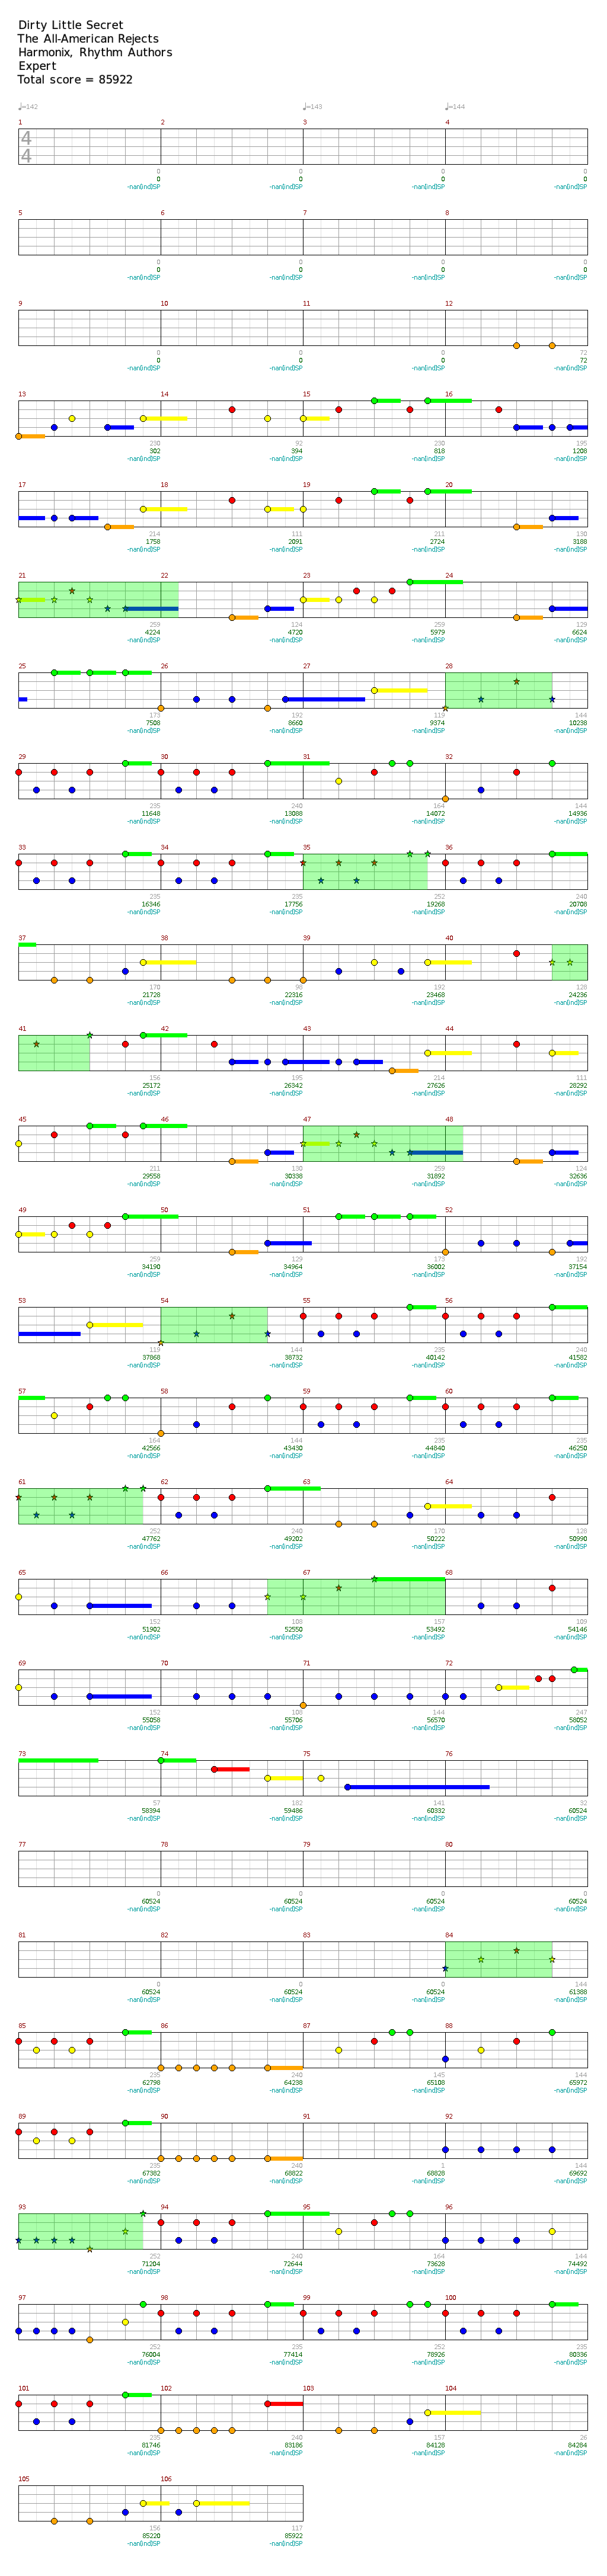 Dirty Little Secret
The All-American Rejects
Harmonix, Rhythm Authors
Expert
Total score = 85922
♩=142 ♩=143 ♩=144
1 2 3 4
4
4
0 0 0 0
0 0 0 0
-nan(ind)SP -nan(ind)SP -nan(ind)SP -nan(ind)SP
5 6 7 8
0 0 0 0
0 0 0 0
-nan(ind)SP -nan(ind)SP -nan(ind)SP -nan(ind)SP
9 10 11 12
0 0 0 72
0 0 0 72
-nan(ind)SP -nan(ind)SP -nan(ind)SP -nan(ind)SP
13 14 15 16
230 92 230 195
302 394 818 1208
-nan(ind)SP -nan(ind)SP -nan(ind)SP -nan(ind)SP
17 18 19 20
214 111 211 130
1758 2091 2724 3188
-nan(ind)SP -nan(ind)SP -nan(ind)SP -nan(ind)SP
21 22 23 24
259 124 259 129
4224 4720 5979 6624
-nan(ind)SP -nan(ind)SP -nan(ind)SP -nan(ind)SP
25 26 27 28
173 192 119 144
7508 8660 9374 10238
-nan(ind)SP -nan(ind)SP -nan(ind)SP -nan(ind)SP
29 30 31 32
235 240 164 144
11648 13088 14072 14936
-nan(ind)SP -nan(ind)SP -nan(ind)SP -nan(ind)SP
33 34 35 36
235 235 252 240
16346 17756 19268 20708
-nan(ind)SP -nan(ind)SP -nan(ind)SP -nan(ind)SP
37 38 39 40
170 98 192 128
21728 22316 23468 24236
-nan(ind)SP -nan(ind)SP -nan(ind)SP -nan(ind)SP
41 42 43 44
156 195 214 111
25172 26342 27626 28292
-nan(ind)SP -nan(ind)SP -nan(ind)SP -nan(ind)SP
45 46 47 48
211 130 259 124
29558 30338 31892 32636
-nan(ind)SP -nan(ind)SP -nan(ind)SP -nan(ind)SP
49 50 51 52
259 129 173 192
34190 34964 36002 37154
-nan(ind)SP -nan(ind)SP -nan(ind)SP -nan(ind)SP
53 54 55 56
119 144 235 240
37868 38732 40142 41582
-nan(ind)SP -nan(ind)SP -nan(ind)SP -nan(ind)SP
57 58 59 60
164 144 235 235
42566 43430 44840 46250
-nan(ind)SP -nan(ind)SP -nan(ind)SP -nan(ind)SP
61 62 63 64
252 240 170 128
47762 49202 50222 50990
-nan(ind)SP -nan(ind)SP -nan(ind)SP -nan(ind)SP
65 66 67 68
152 108 157 109
51902 52550 53492 54146
-nan(ind)SP -nan(ind)SP -nan(ind)SP -nan(ind)SP
69 70 71 72
152 108 144 247
55058 55706 56570 58052
-nan(ind)SP -nan(ind)SP -nan(ind)SP -nan(ind)SP
73 74 75 76
57 182 141 32
58394 59486 60332 60524
-nan(ind)SP -nan(ind)SP -nan(ind)SP -nan(ind)SP
77 78 79 80
0 0 0 0
60524 60524 60524 60524
-nan(ind)SP -nan(ind)SP -nan(ind)SP -nan(ind)SP
81 82 83 84
0 0 0 144
60524 60524 60524 61388
-nan(ind)SP -nan(ind)SP -nan(ind)SP -nan(ind)SP
85 86 87 88
235 240 145 144
62798 64238 65108 65972
-nan(ind)SP -nan(ind)SP -nan(ind)SP -nan(ind)SP
89 90 91 92
235 240 1 144
67382 68822 68828 69692
-nan(ind)SP -nan(ind)SP -nan(ind)SP -nan(ind)SP
93 94 95 96
252 240 164 144
71204 72644 73628 74492
-nan(ind)SP -nan(ind)SP -nan(ind)SP -nan(ind)SP
97 98 99 100
252 235 252 235
76004 77414 78926 80336
-nan(ind)SP -nan(ind)SP -nan(ind)SP -nan(ind)SP
101 102 103 104
235 240 157 26
81746 83186 84128 84284
-nan(ind)SP -nan(ind)SP -nan(ind)SP -nan(ind)SP
105 106
156 117
85220 85922
-nan(ind)SP -nan(ind)SP